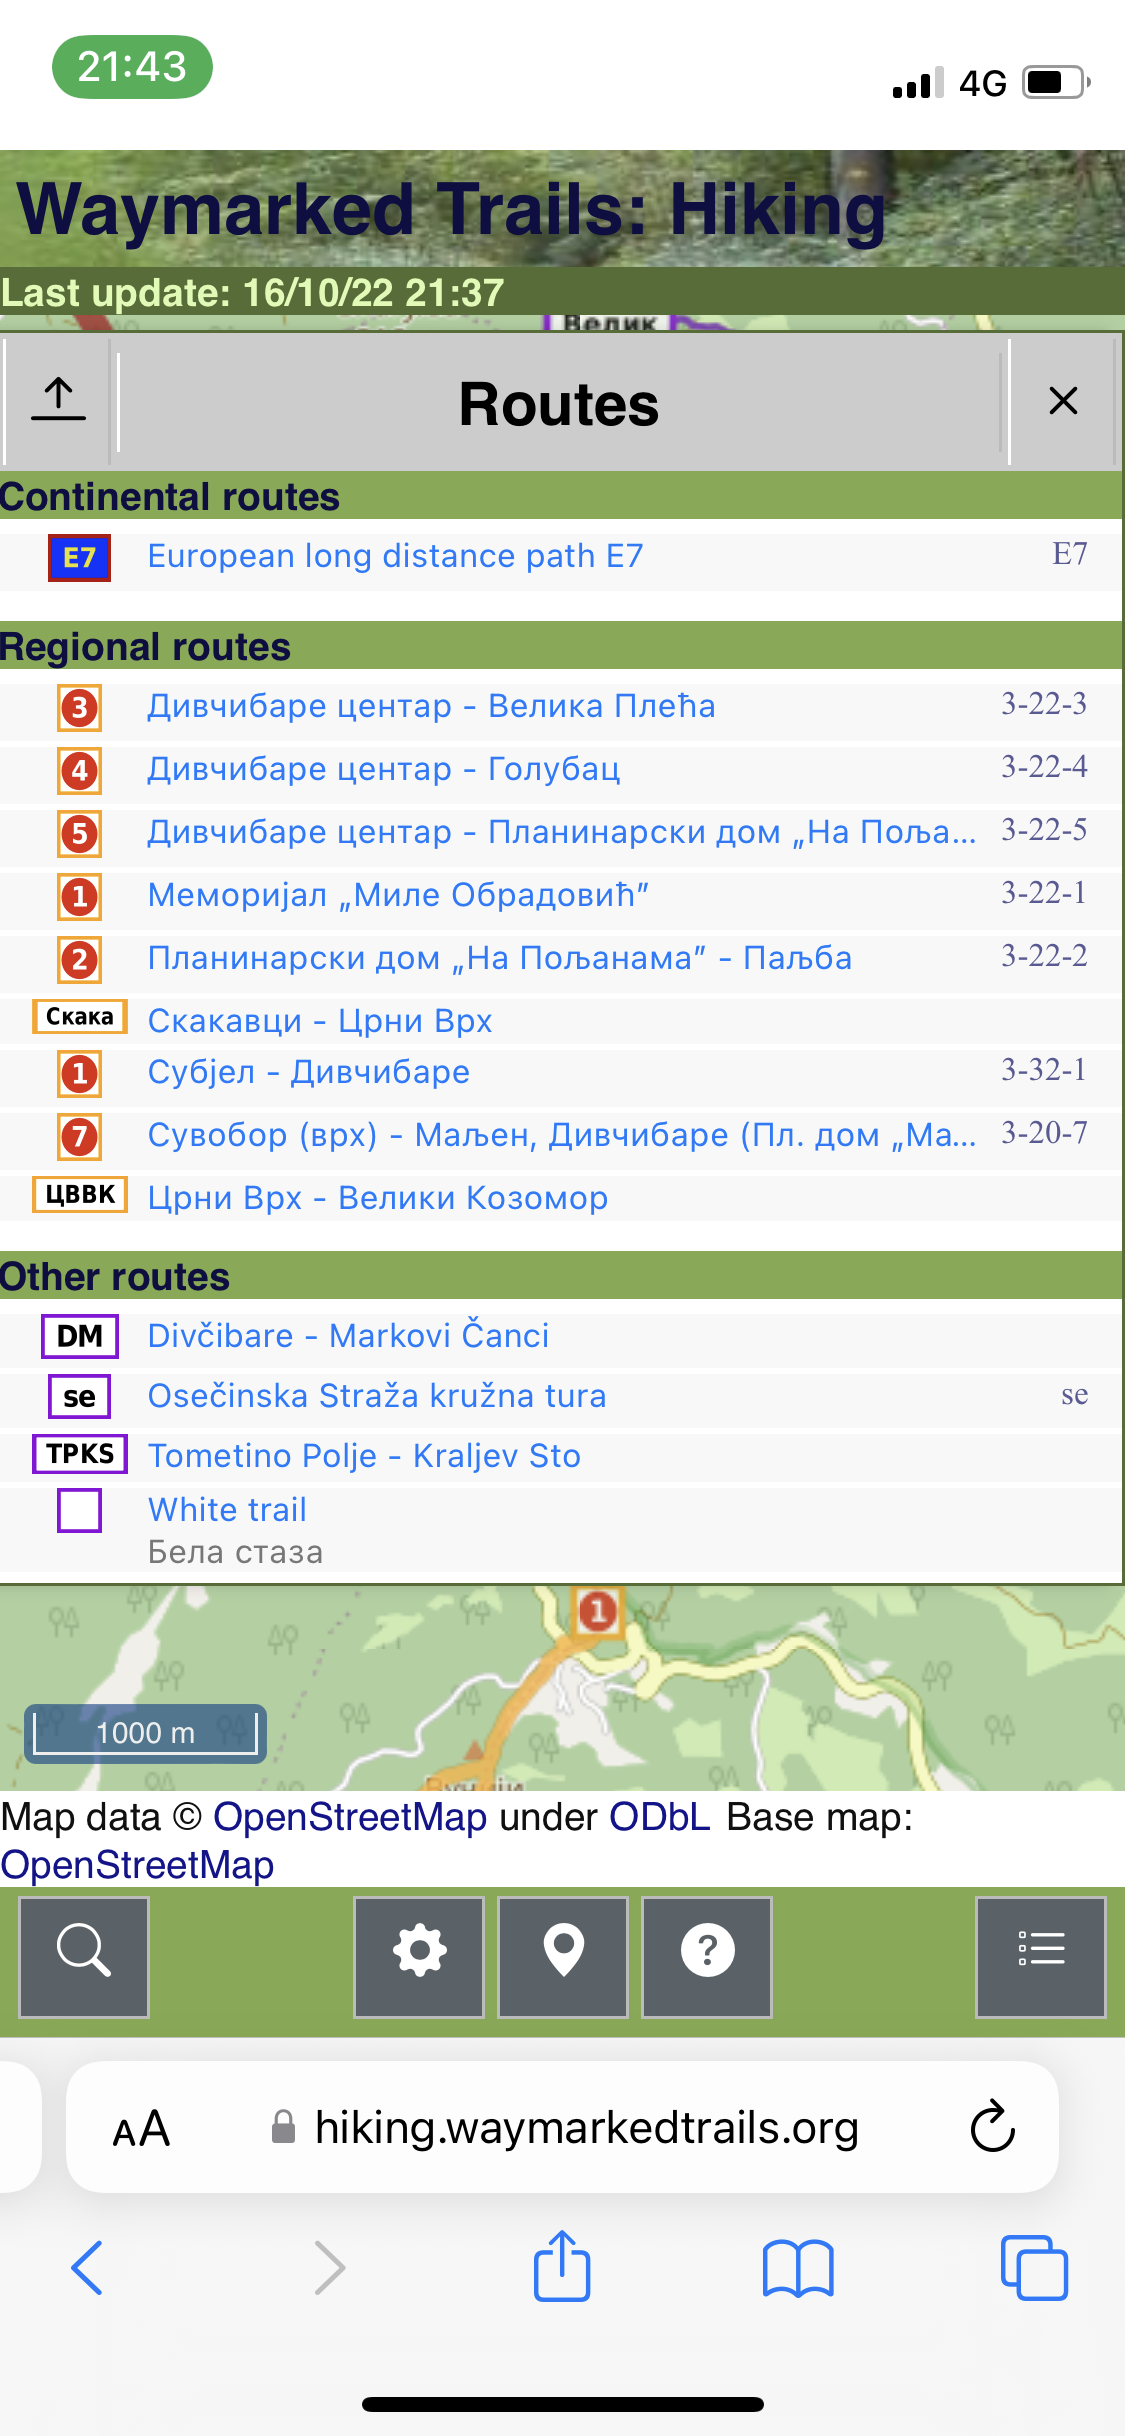 21:43
4G
Waymarked Trails: Hiking
Last update: 16/10/22 21:37
Велик
Routes
Continental routes
E7 European long distance path E7 E7
Regional routes
3 Дивчибаре центар - Велика Плећа 3-22-3
4 Дивчибаре центар - Голубац 3-22-4
5 Дивчибаре центар - Планинарски дом „На Поља... 3-22-5
1 Меморијал „Миле Обрадовић” 3-22-1
2 Планинарски дом „На Пољанама” - Паљба 3-22-2
Скака Скакавци - Црни Врх
1 Субјел - Дивчибаре 3-32-1
7 Сувобор (врх) - Маљен, Дивчибаре (Пл. дом „Ма... 3-20-7
ЦВВК Црни Врх - Велики Козомор
Other routes
DM Divčibare - Markovi Čanci
se Osečinska Straža kružna tura se
TPKS Tometino Polje - Kraljev Sto
White trail
Бела стаза
1
1000 m
Map data © OpenStreetMap under ODbL Base map:
OpenStreetMap
?
AA hiking.waymarkedtrails.org